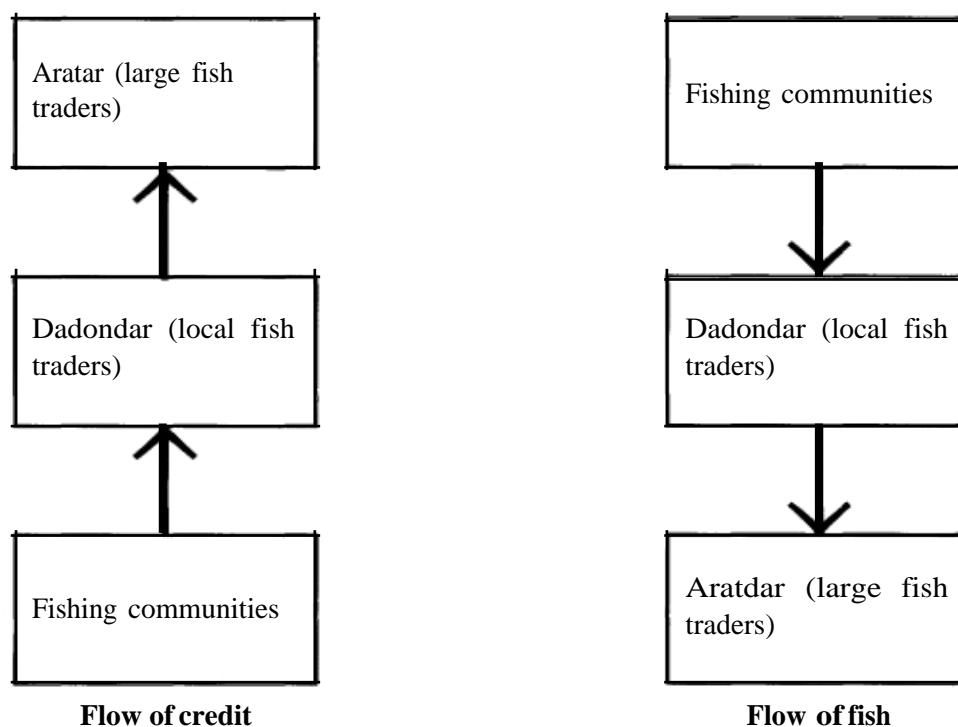 Aratar (large fish
traders)
Dadondar (local fish
traders)
Fishing communities
Flow of credit
Fishing communities
Dadondar (local fish
traders)
Aratdar (large fish
traders)
Flow of fish